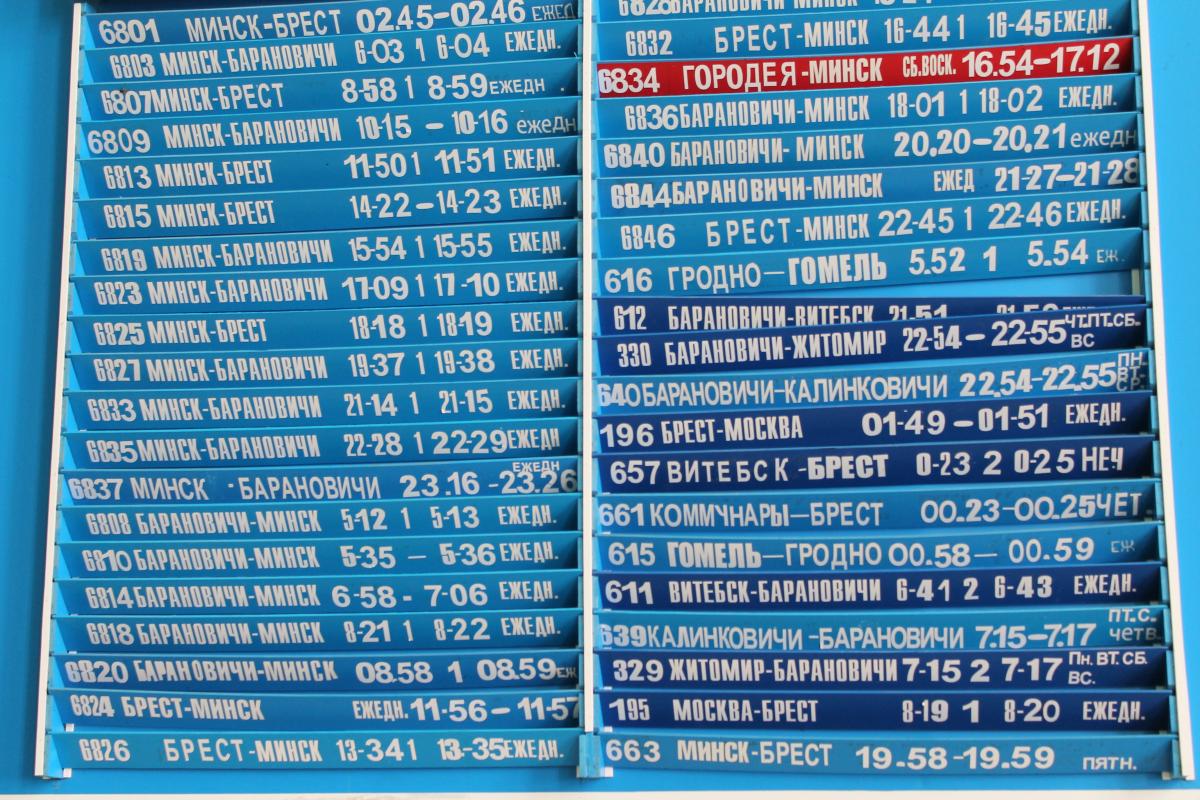 6801 МИНСК-БРЕСТ 02.45-02.46 ЕЖЕД
6803 МИНСК-БАРАНОВИЧИ 6-03 1 6-04 ЕЖЕДН.
6807 МИНСК-БРЕСТ 8-58 1 8-59 ЕЖЕДН.
6809 МИНСК-БАРАНОВИЧИ 10-15 – 10-16 ежедн
6813 МИНСК-БРЕСТ 11-50 1 11-51 ЕЖЕДН.
6815 МИНСК-БРЕСТ 14-22 – 14-23 ЕЖЕДН.
6819 МИНСК-БАРАНОВИЧИ 15-54 1 15-55 ЕЖЕДН.
6823 МИНСК-БАРАНОВИЧИ 17-09 1 17-10 ЕЖЕДН.
6825 МИНСК-БРЕСТ 18-18 1 18-19 ЕЖЕДН.
6827 МИНСК-БАРАНОВИЧИ 19-37 1 19-38 ЕЖЕДН.
6833 МИНСК-БАРАНОВИЧИ 21-14 1 21-15 ЕЖЕДН.
6835 МИНСК-БАРАНОВИЧИ 22-28 1 22-29 ЕЖЕДН
6837 МИНСК -БАРАНОВИЧИ 23.16 -23.26 ЕЖЕДН
6808 БАРАНОВИЧИ-МИНСК 5-12 1 5-13 ЕЖЕДН.
6810 БАРАНОВИЧИ-МИНСК 5-35 – 5-36 ЕЖЕДН.
6814 БАРАНОВИЧИ-МИНСК 6-58 - 7-06 ЕЖЕДН.
6818 БАРАНОВИЧИ-МИНСК 8-21 1 8-22 ЕЖЕДН.
6820 БАРАНОВИЧИ-МИНСК 08.58 1 08.59 еж
6824 БРЕСТ-МИНСК ЕЖЕДН. 11-56 – 11-57
6826 БРЕСТ-МИНСК 13-34 1 13-35 ЕЖЕДН.
6828 БАРАНОВИЧИ-МИНСК
6832 БРЕСТ-МИНСК 16-44 1 16-45 ЕЖЕДН.
6834 ГОРОДЕЯ-МИНСК СБ.ВОСК. 16.54-17.12
6836 БАРАНОВИЧИ-МИНСК 18-01 1 18-02 ЕЖЕДН.
6840 БАРАНОВИЧИ-МИНСК 20.20–20.21 ежедн
6844 БАРАНОВИЧИ-МИНСК ЕЖЕД 21-27–21-28
6846 БРЕСТ-МИНСК 22-45 1 22-46 ЕЖЕДН.
616 ГРОДНО–ГОМЕЛЬ 5.52 1 5.54 ЕЖ.
612 БАРАНОВИЧИ-ВИТЕБСК 21-51
330 БАРАНОВИЧИ-ЖИТОМИР 22-54 – 22-55 ЧТ.ПТ.СБ. ВС
640 БАРАНОВИЧИ-КАЛИНКОВИЧИ 22.54-22.55 ПН. ВТ. СР.
196 БРЕСТ-МОСКВА 01-49 – 01-51 ЕЖЕДН.
657 ВИТЕБСК -БРЕСТ 0-23 2 0-25 НЕЧ
661 КОММУНАРЫ–БРЕСТ 00.23–00.25 ЧЕТ.
615 ГОМЕЛЬ–ГРОДНО 00.58 – 00.59 ЕЖ
611 ВИТЕБСК-БАРАНОВИЧИ 6-41 2 6-43 ЕЖЕДН.
639 КАЛИНКОВИЧИ -БАРАНОВИЧИ 7.15–7.17 ПТ.С. четв.
329 ЖИТОМИР-БАРАНОВИЧИ 7-15 2 7-17 Пн. ВТ. СБ. ВС.
195 МОСКВА-БРЕСТ 8-19 1 8-20 ЕЖЕДН.
663 МИНСК-БРЕСТ 19.58-19.59 ПЯТН.